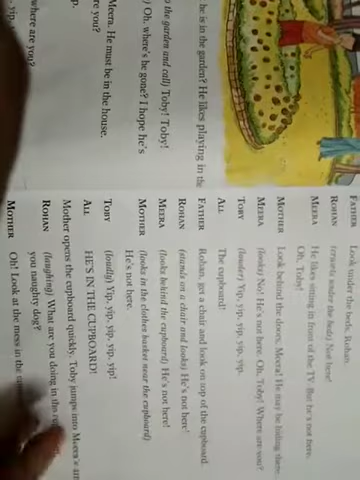 he is in the garden? He likes playing in the
the garden and call) Toby! Toby!
) Oh, where's he gone? I hope he's
are you?
Meera. He must be in the house.
where are you?
yip.
FATHER Look under the beds, Rohan.
ROHAN (crawls under the beds) Not here!
MEERA He likes sitting in front of the TV. But he's not here.
Oh, Toby!
MOTHER Look behind the doors, Meera! He may be hiding there.
MEERA (looks) No! He's not here. Oh, Toby! Where are you?
TOBY (louder) Yip, yip, yip, yip, yip.
ALL The cupboard!
FATHER Rohan, get a chair and look on top of the cupboard.
ROHAN (stands on a chair and looks) He's not here!
MEERA (looks behind the cupboard) He's not here!
MOTHER (looks in the clothes basket near the cupboard)
He's not here.
TOBY (loudly) Yip, yip, yip, yip, yip!
ALL HE'S IN THE CUPBOARD!
Mother opens the cupboard quickly. Toby jumps into Meera's
ROHAN (laughing) What are you doing in the
you naughty dog?
MOTHER Oh! Look at the mess in the